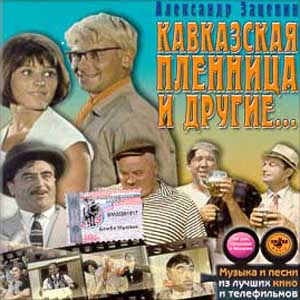 Александр Зацепин
КАВКАЗСКАЯ
ПЛЕННИЦА
И ДРУГИЕ...
Музыка и песни
из лучших кино
и телефильмов